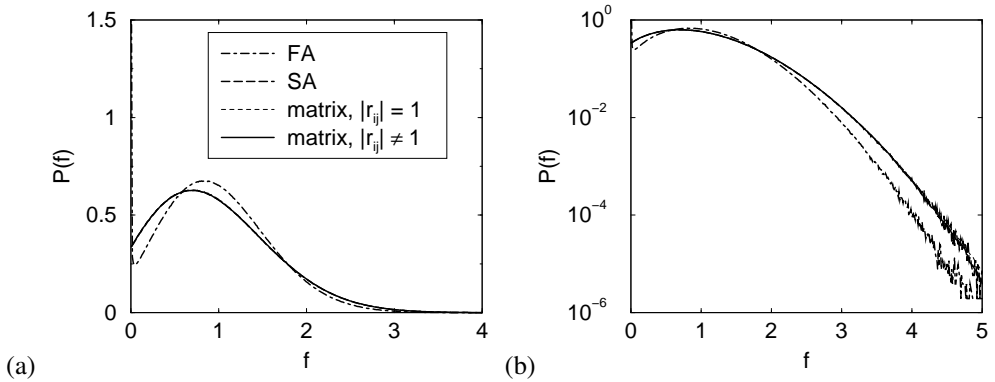 1.5
1
0.5
0
P(f)
FA
SA
matrix, |r_ij| = 1
matrix, |r_ij| ≠ 1
0 1 2 3 4
f
(a)
10^0
10^-2
10^-4
10^-6
P(f)
0 1 2 3 4 5
f
(b)